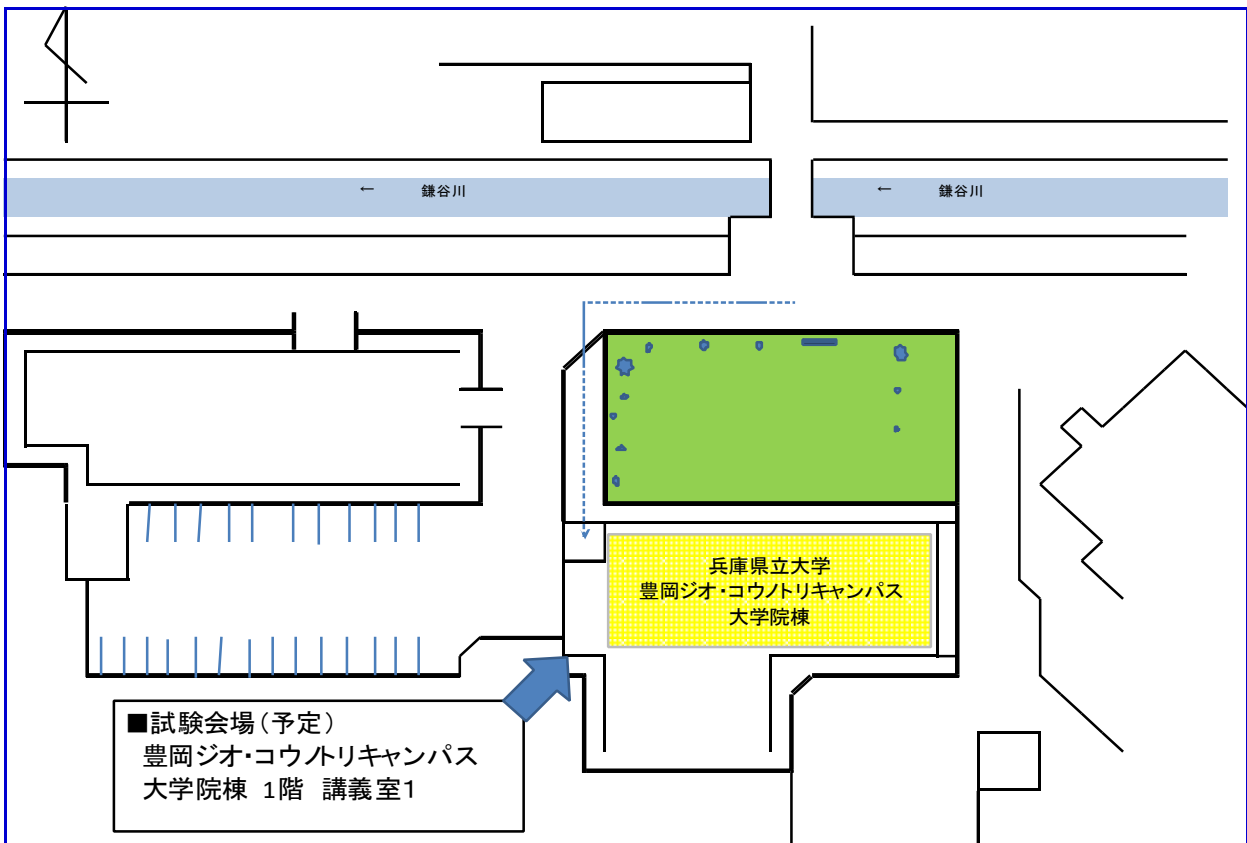 ← 鎌谷川
← 鎌谷川
兵庫県立大学
豊岡ジオ・コウノトリキャンパス
大学院棟
■試験会場(予定)
豊岡ジオ・コウノトリキャンパス
大学院棟 1階 講義室1